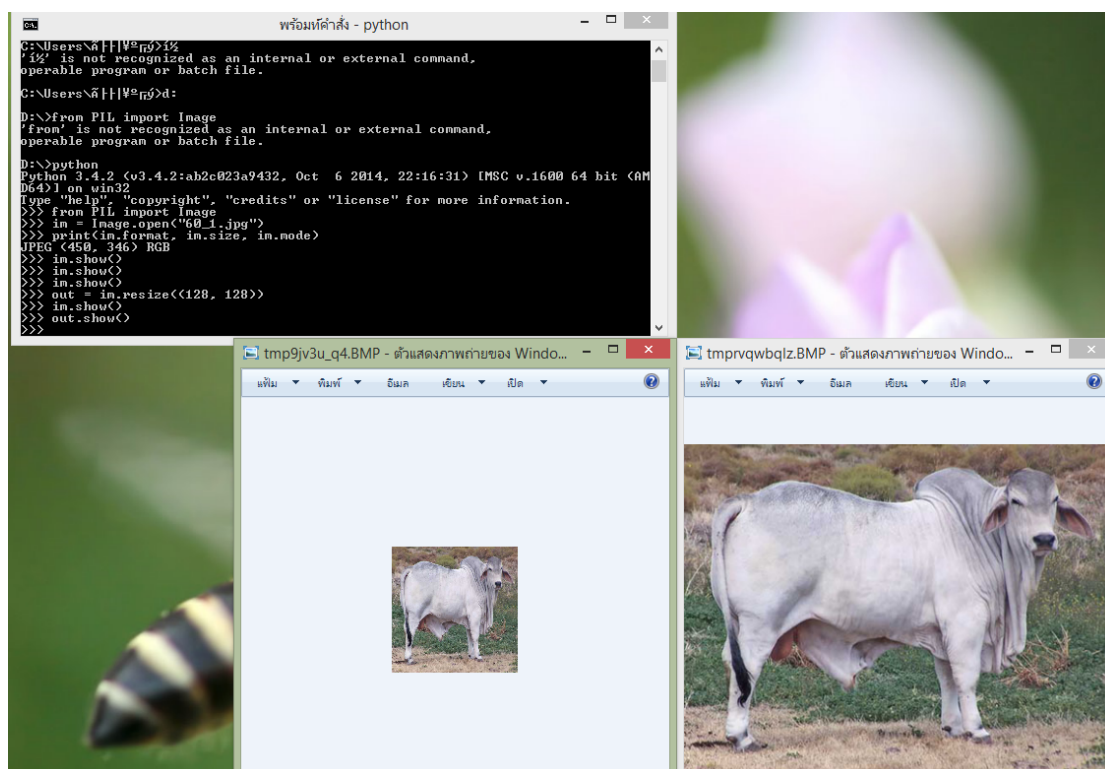 พร้อมท์คำสั่ง - python
C:\Users\ใ├├|¥º╓ý>í½
'í½' is not recognized as an internal or external command,
operable program or batch file.
C:\Users\ใ├├|¥º╓ý>d:
D:\>from PIL import Image
'from' is not recognized as an internal or external command,
operable program or batch file.
D:\>python
Python 3.4.2 (v3.4.2:ab2c023a9432, Oct  6 2014, 22:16:31) [MSC v.1600 64 bit (AM
D64)] on win32
Type "help", "copyright", "credits" or "license" for more information.
>>> from PIL import Image
>>> im = Image.open("60_1.jpg")
>>> print(im.format, im.size, im.mode)
JPEG (450, 346) RGB
>>> im.show()
>>> im.show()
>>> im.show()
>>> out = im.resize((128, 128))
>>> im.show()
>>> out.show()
>>>
tmp9jv3u_q4.BMP - ตัวแสดงภาพถ่ายของ Windo...
แฟ้ม พิมพ์ อีเมล เขียน เปิด
tmprvqwbqlz.BMP - ตัวแสดงภาพถ่ายของ Windo...
แฟ้ม พิมพ์ อีเมล เขียน เปิด